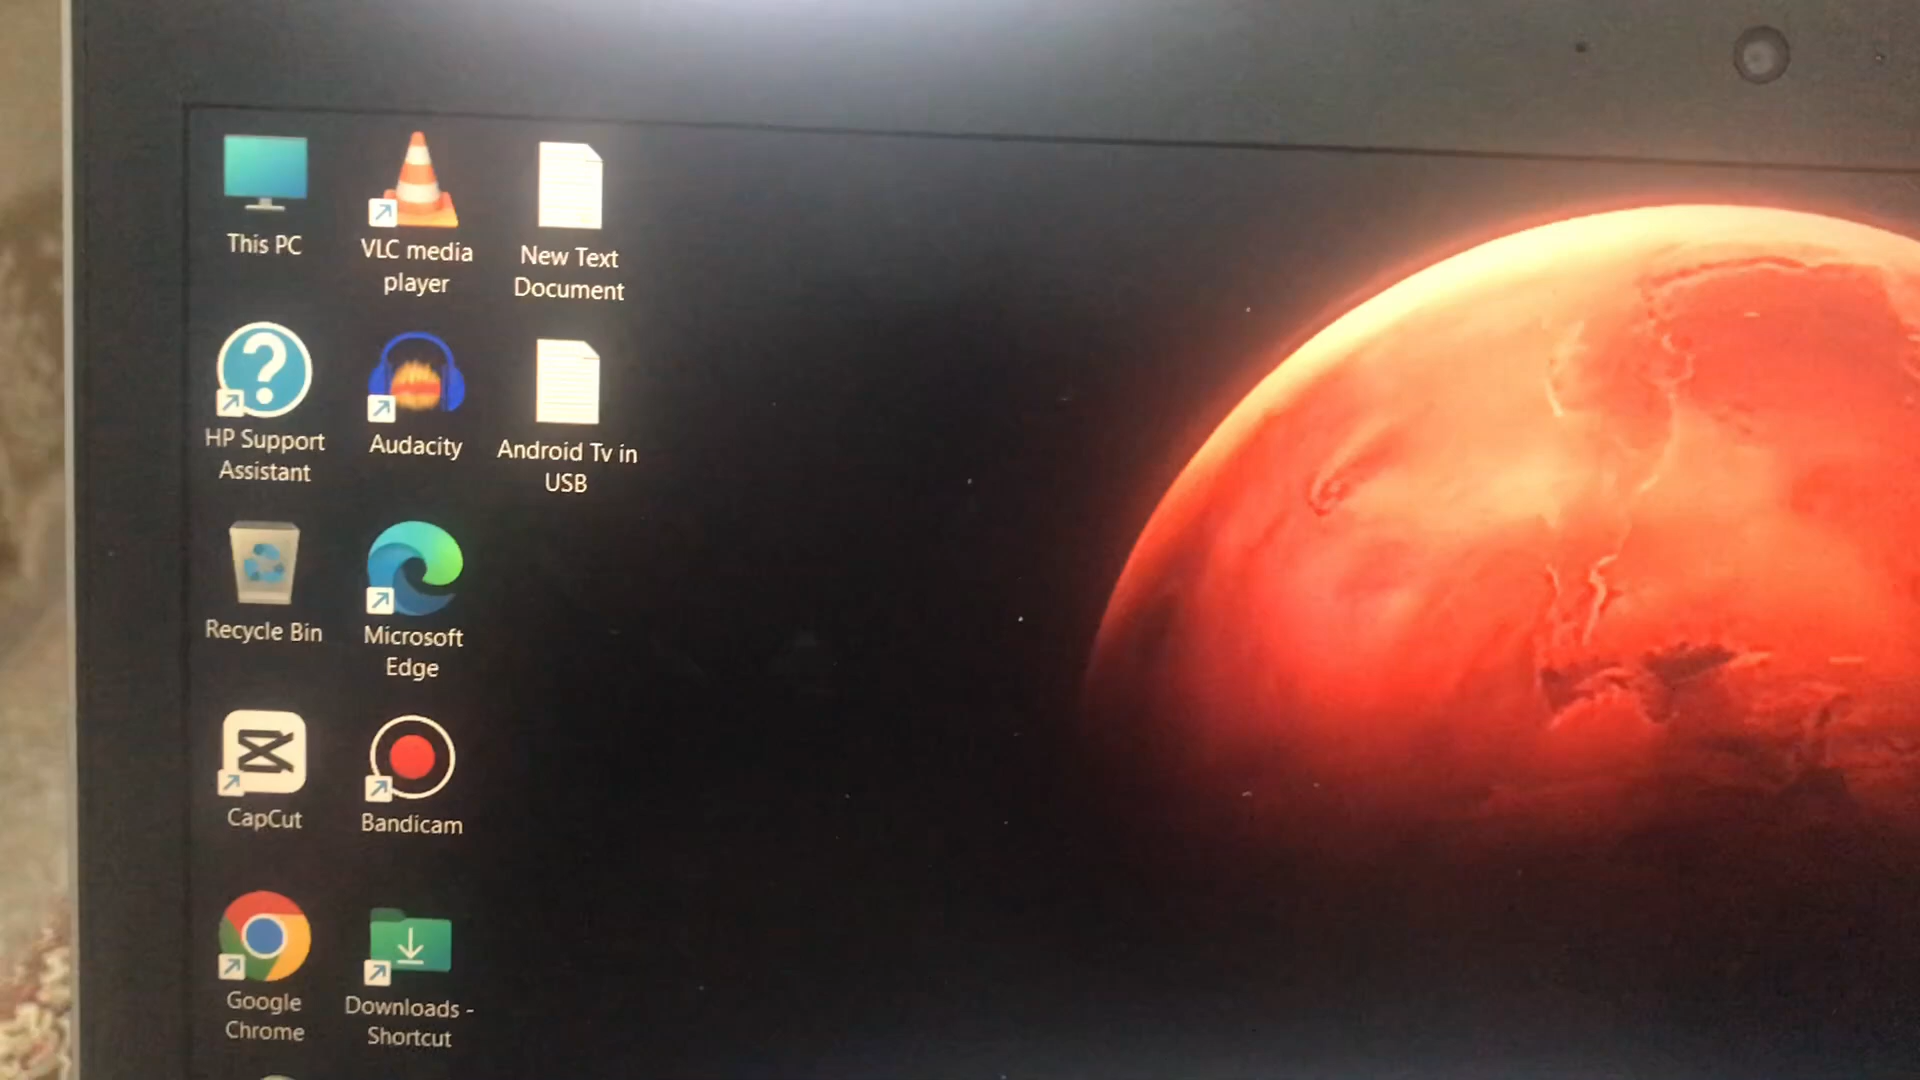 This PC
VLC media
player
New Text
Document
HP Support
Assistant
Audacity
Android Tv in
USB
Recycle Bin
Microsoft
Edge
CapCut
Bandicam
Google
Chrome
Downloads -
Shortcut